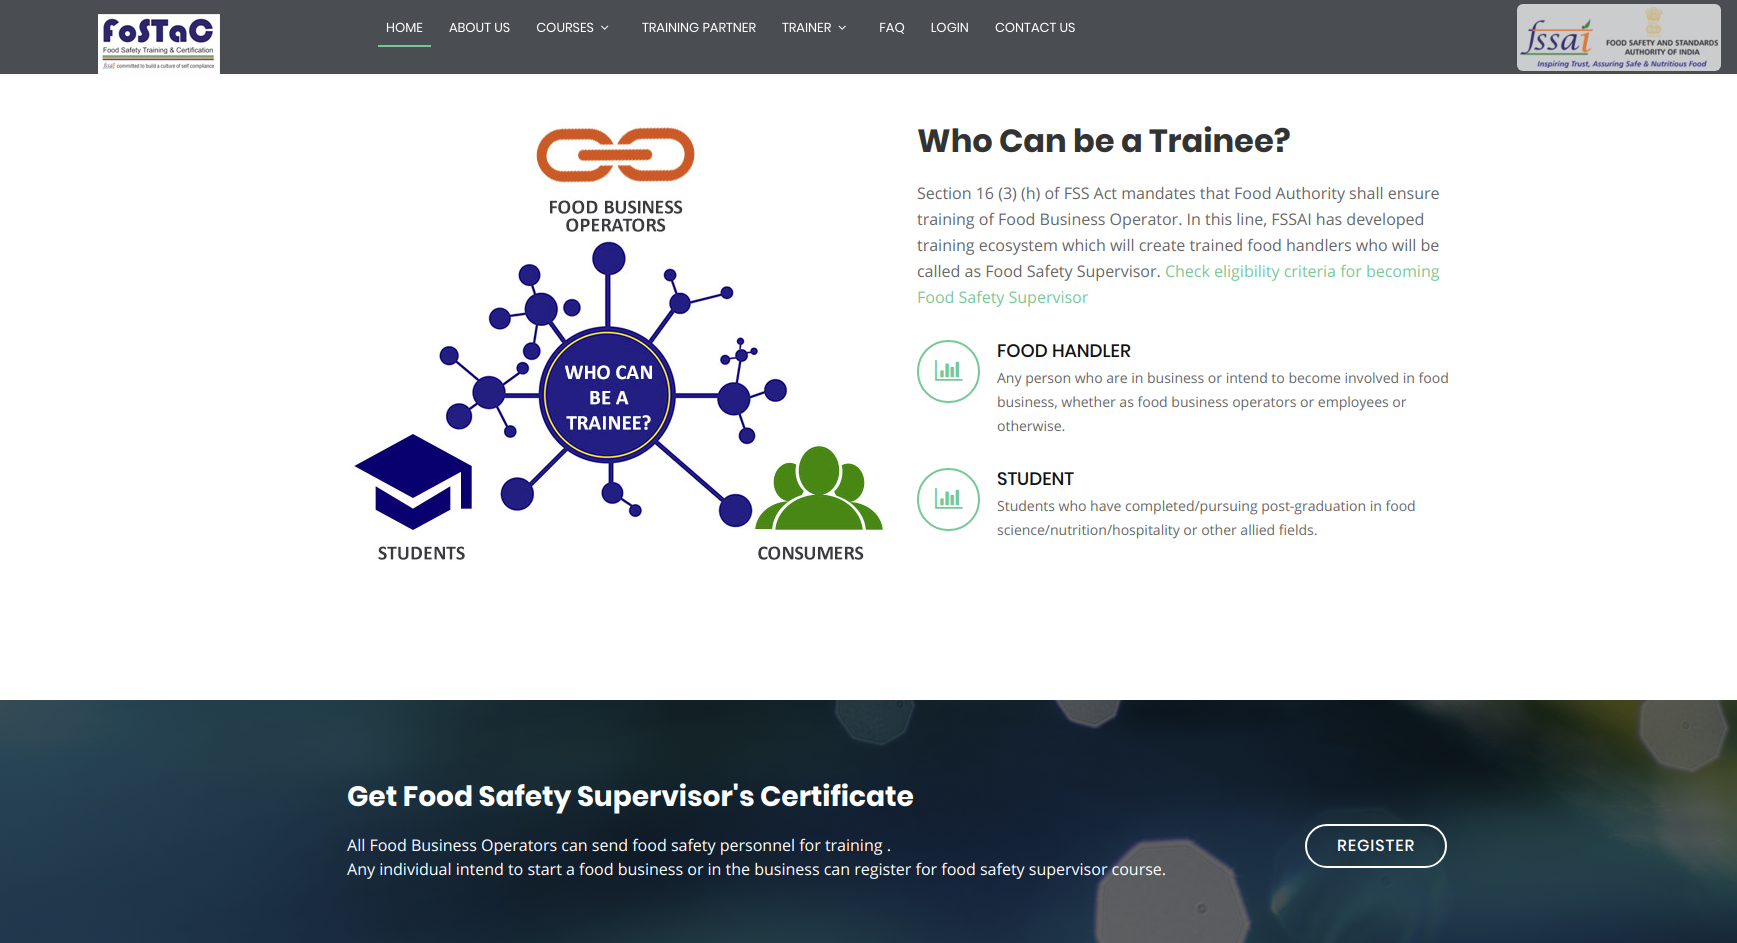 FoSTaC
Food Safety Training & Certification
fssai committed to build a culture of self compliance
HOME
ABOUT US
COURSES
TRAINING PARTNER
TRAINER
FAQ
LOGIN
CONTACT US
fssai
FOOD SAFETY AND STANDARDS
AUTHORITY OF INDIA
Inspiring Trust, Assuring Safe & Nutritious Food
FOOD BUSINESS
OPERATORS
WHO CAN
BE A
TRAINEE?
STUDENTS
CONSUMERS
Who Can be a Trainee?
Section 16 (3) (h) of FSS Act mandates that Food Authority shall ensure
training of Food Business Operator. In this line, FSSAI has developed
training ecosystem which will create trained food handlers who will be
called as Food Safety Supervisor. Check eligibility criteria for becoming
Food Safety Supervisor
FOOD HANDLER
Any person who are in business or intend to become involved in food
business, whether as food business operators or employees or
otherwise.
STUDENT
Students who have completed/pursuing post-graduation in food
science/nutrition/hospitality or other allied fields.
Get Food Safety Supervisor's Certificate
All Food Business Operators can send food safety personnel for training .
Any individual intend to start a food business or in the business can register for food safety supervisor course.
REGISTER